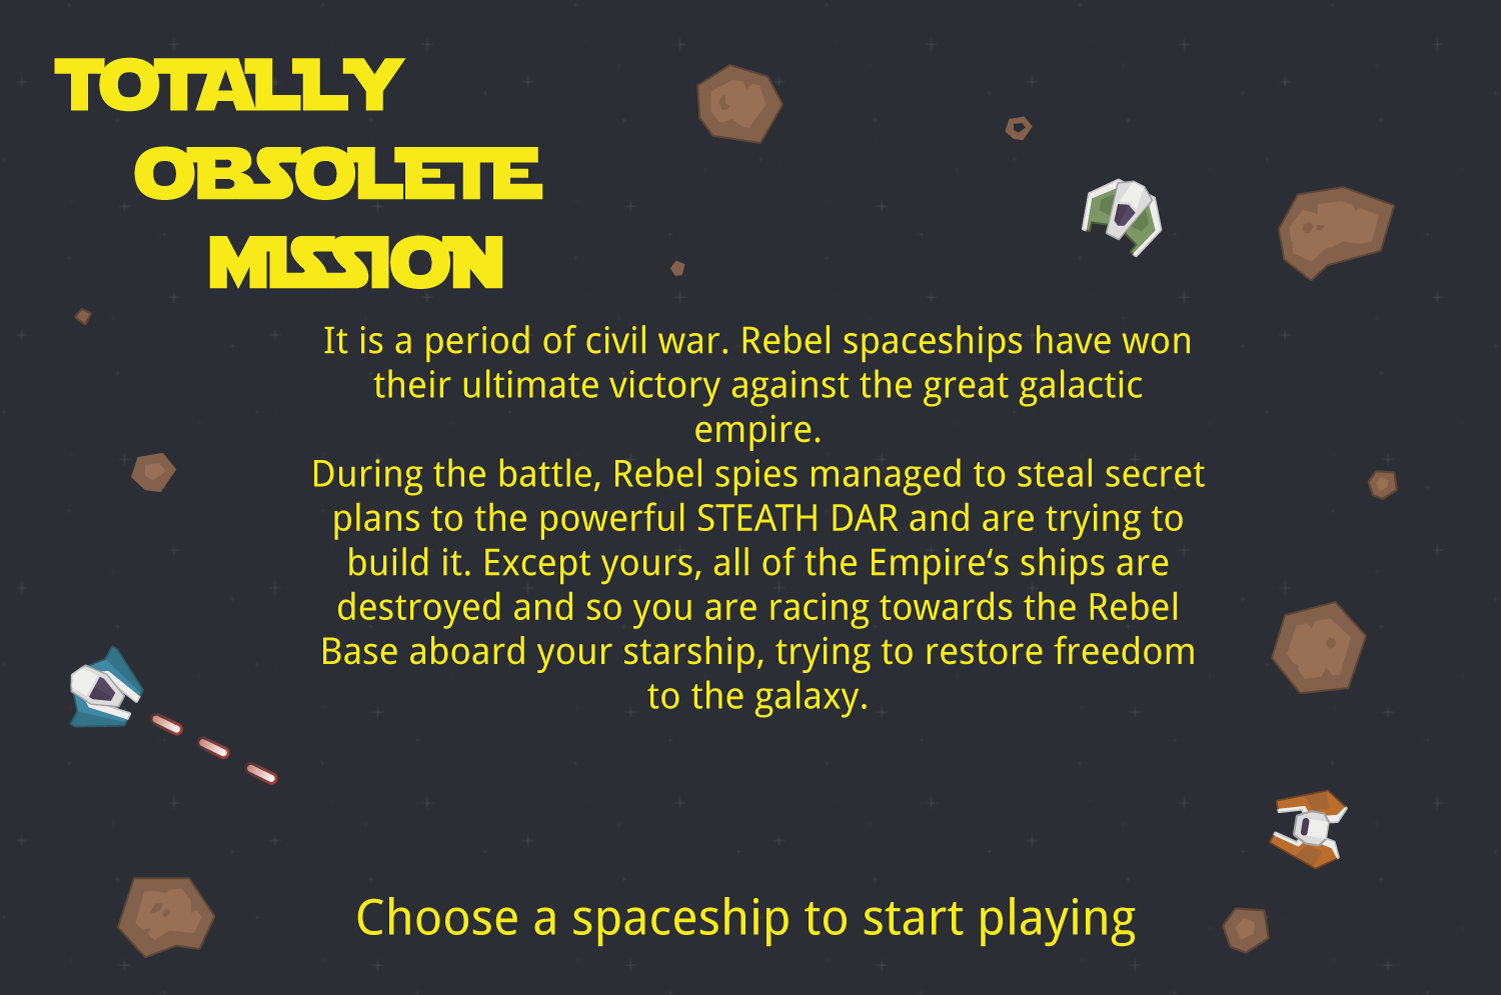 TOTALLY
OBSOLETE
MISSION
It is a period of civil war. Rebel spaceships have won
their ultimate victory against the great galactic
empire.
During the battle, Rebel spies managed to steal secret
plans to the powerful STEATH DAR and are trying to
build it. Except yours, all of the Empire‘s ships are
destroyed and so you are racing towards the Rebel
Base aboard your starship, trying to restore freedom
to the galaxy.
Choose a spaceship to start playing